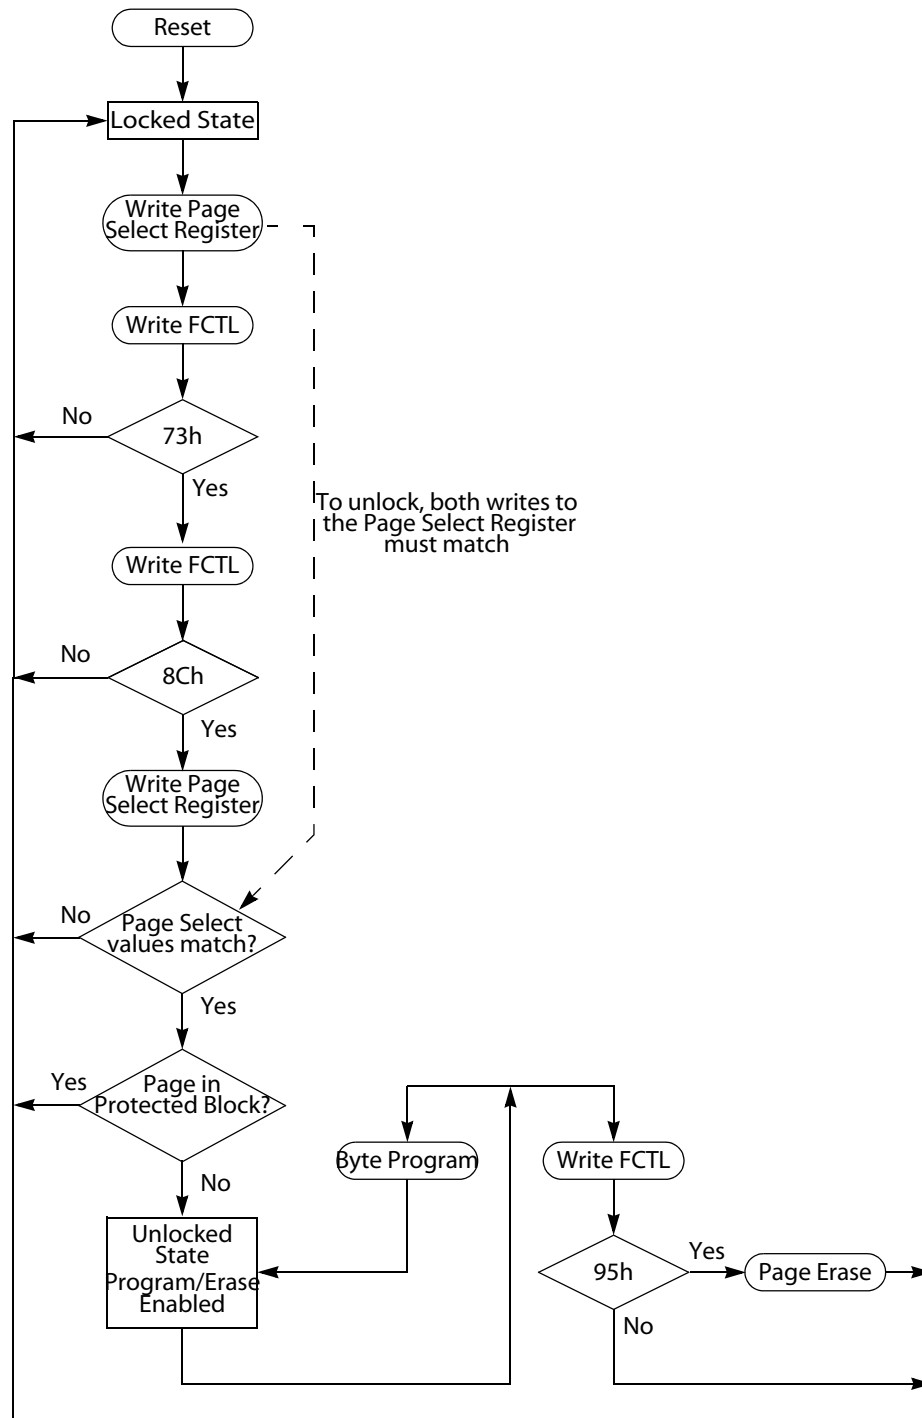 Reset
Locked State
Write Page
Select Register
Write FCTL
No
73h
Yes
To unlock, both writes to
the Page Select Register
must match
Write FCTL
No
8Ch
Yes
Write Page
Select Register
No
Page Select
values match?
Yes
Yes
Page in
Protected Block?
No
Byte Program
Write FCTL
Unlocked
State
Program/Erase
Enabled
95h
Yes
Page Erase
No